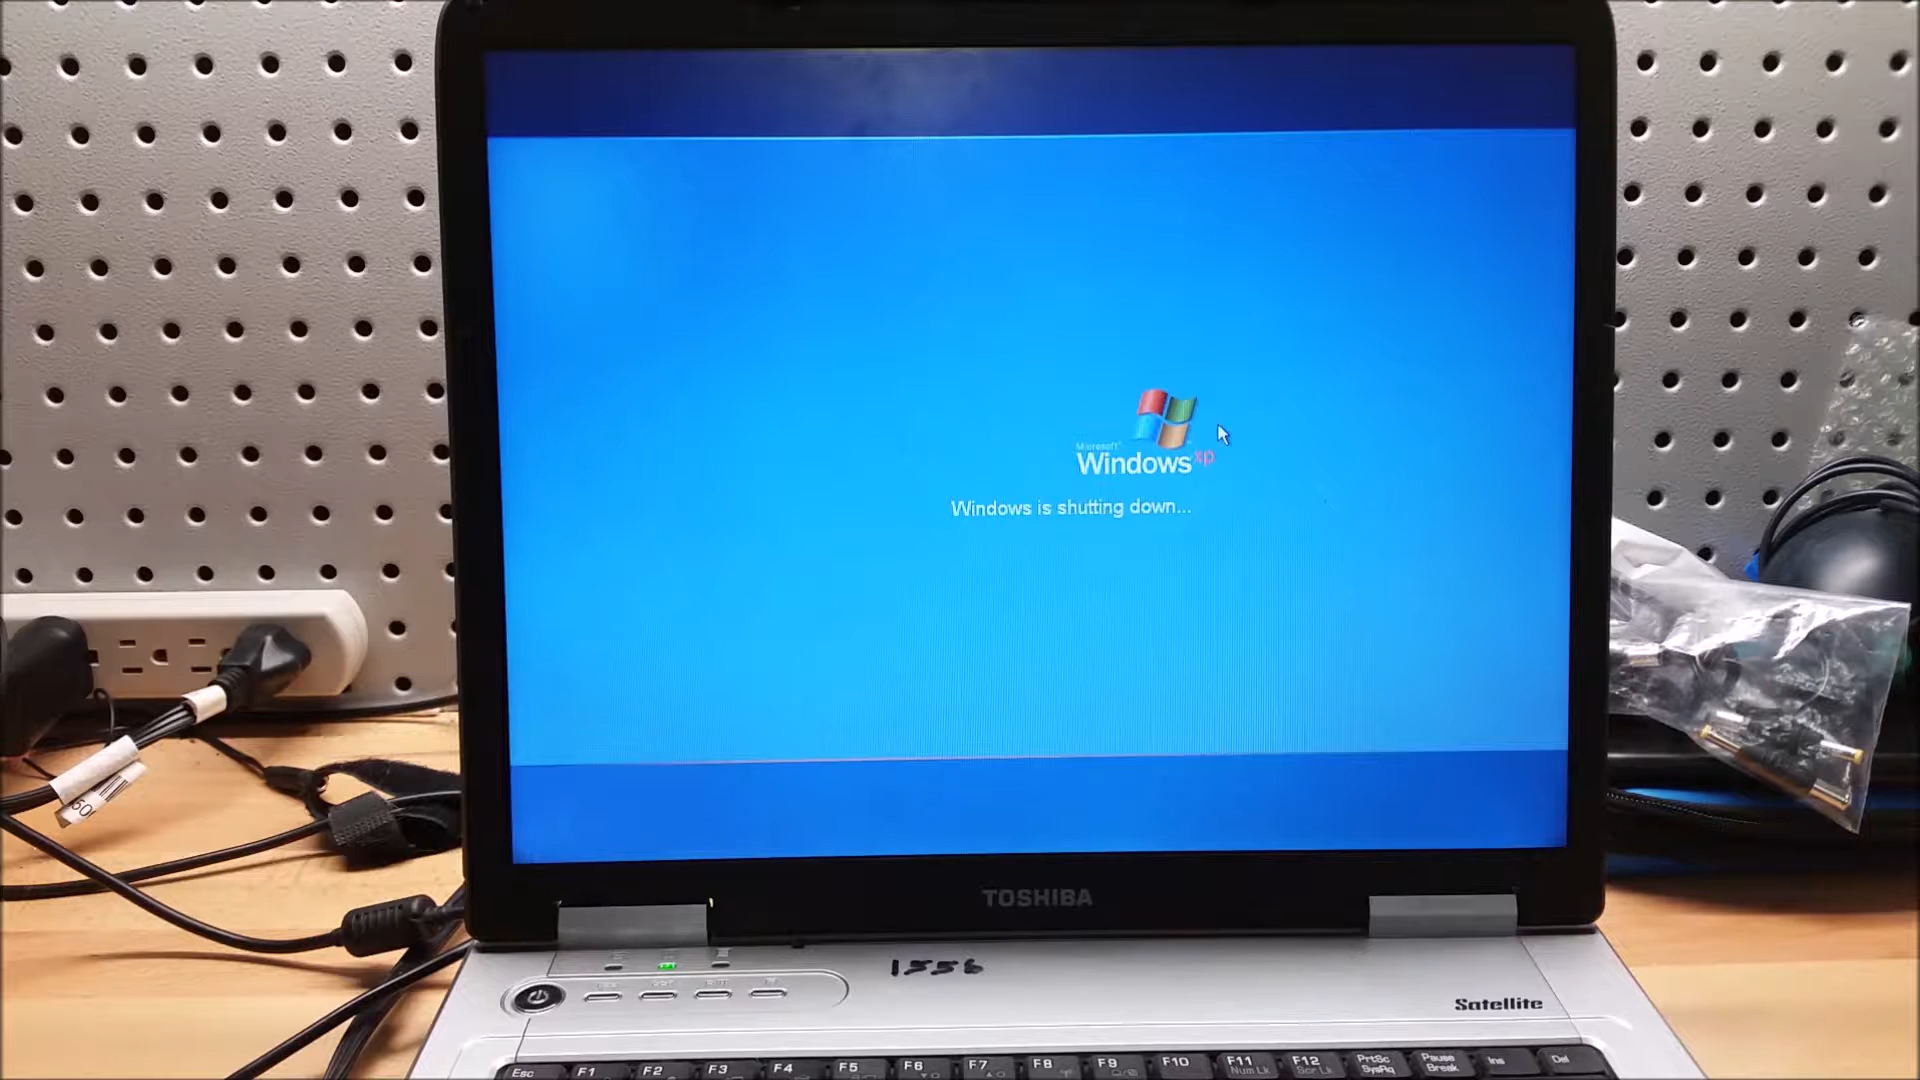 Microsoft®
Windows xp
Windows is shutting down...
TOSHIBA
1556
Satellite
Esc F1 F2 F3 F4 F5 F6 F7 F8 F9 F10 F11 F12 PrtSc Pause Ins Del
Num Lk Scr Lk SysRq Break